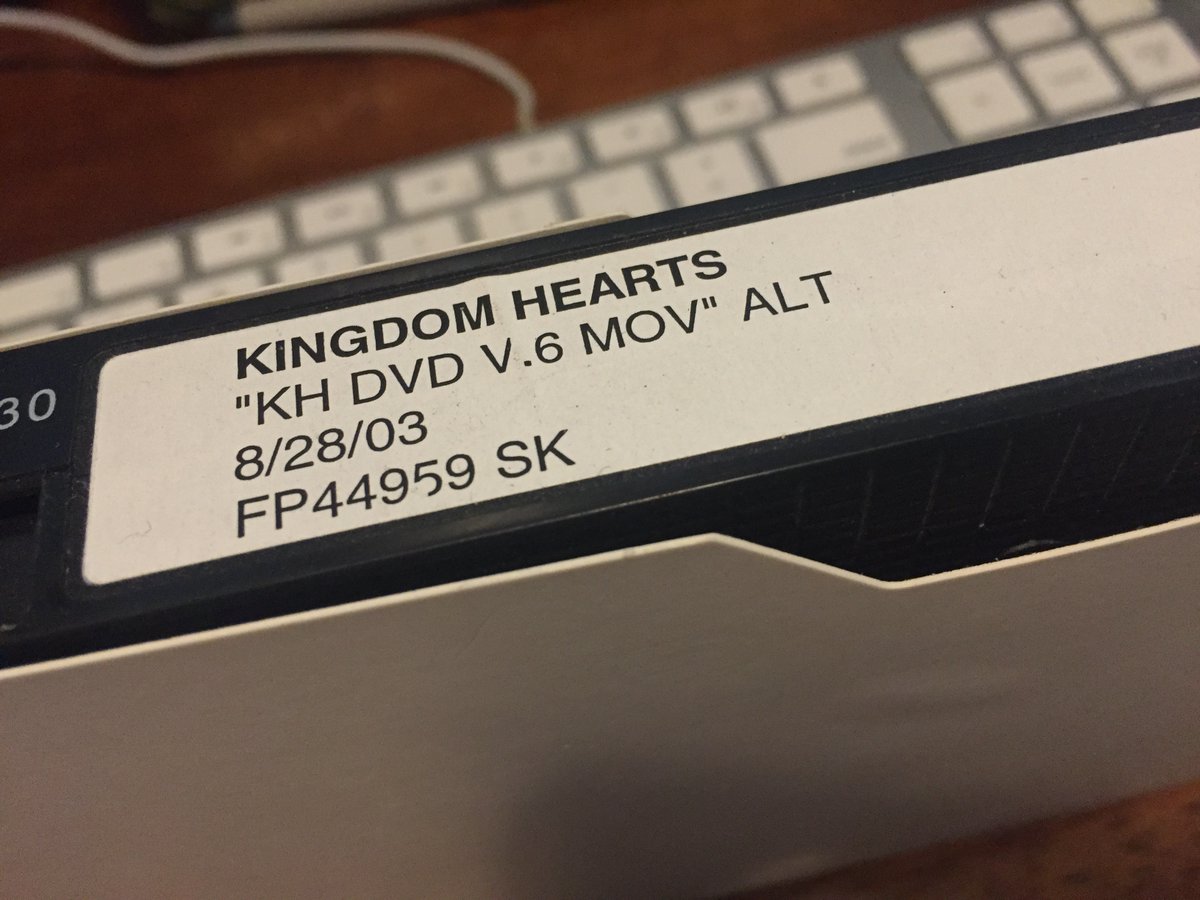 KINGDOM HEARTS
"KH DVD V.6 MOV" ALT
8/28/03
FP44959 SK
30